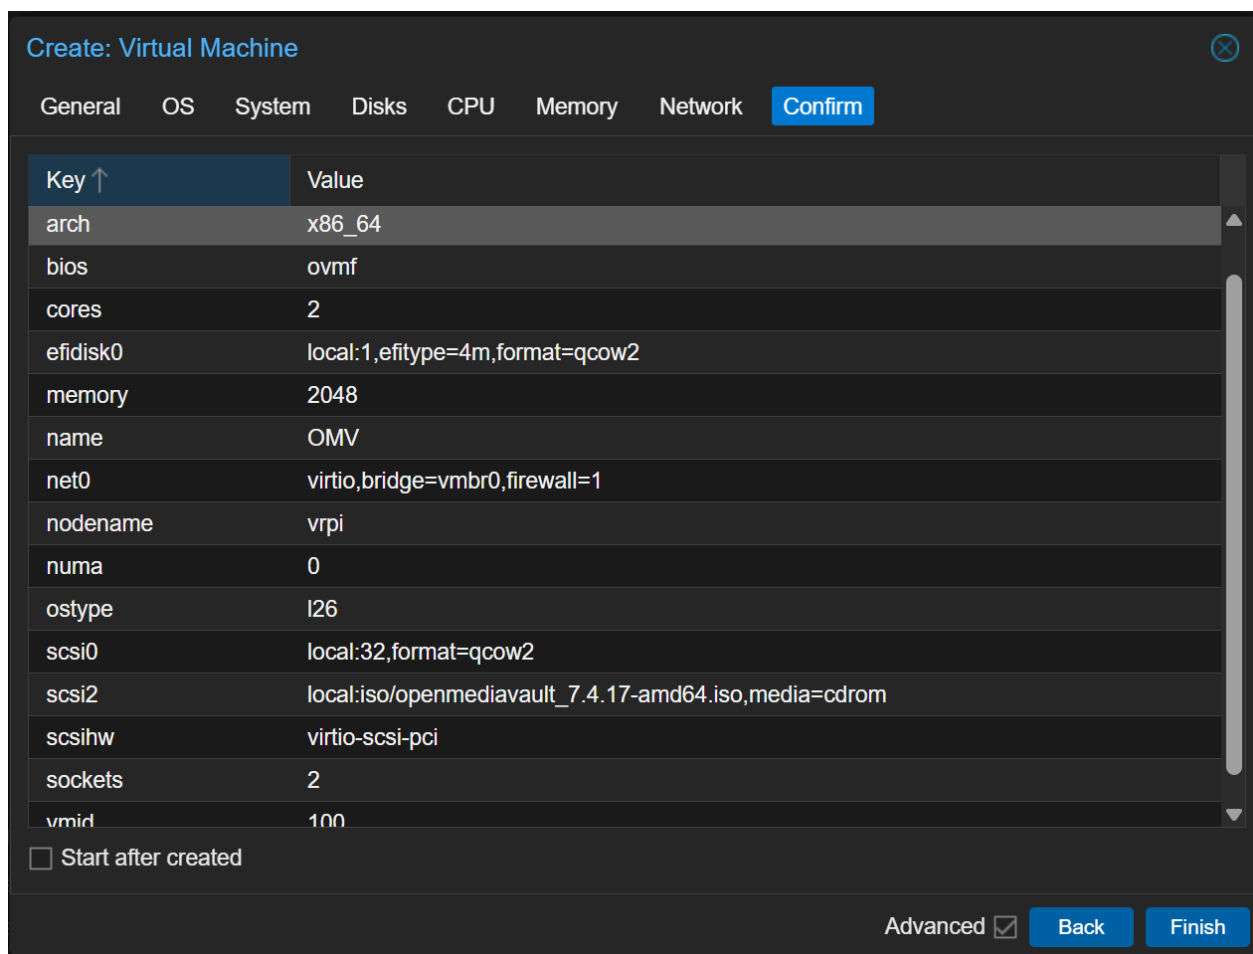 Create: Virtual Machine
General OS System Disks CPU Memory Network Confirm
Key Value
arch x86_64
bios ovmf
cores 2
efidisk0 local:1,efitype=4m,format=qcow2
memory 2048
name OMV
net0 virtio,bridge=vmbr0,firewall=1
nodename vrpi
numa 0
ostype l26
scsi0 local:32,format=qcow2
scsi2 local:iso/openmediavault_7.4.17-amd64.iso,media=cdrom
scsihw virtio-scsi-pci
sockets 2
vmid 100
Start after created
Advanced Back Finish